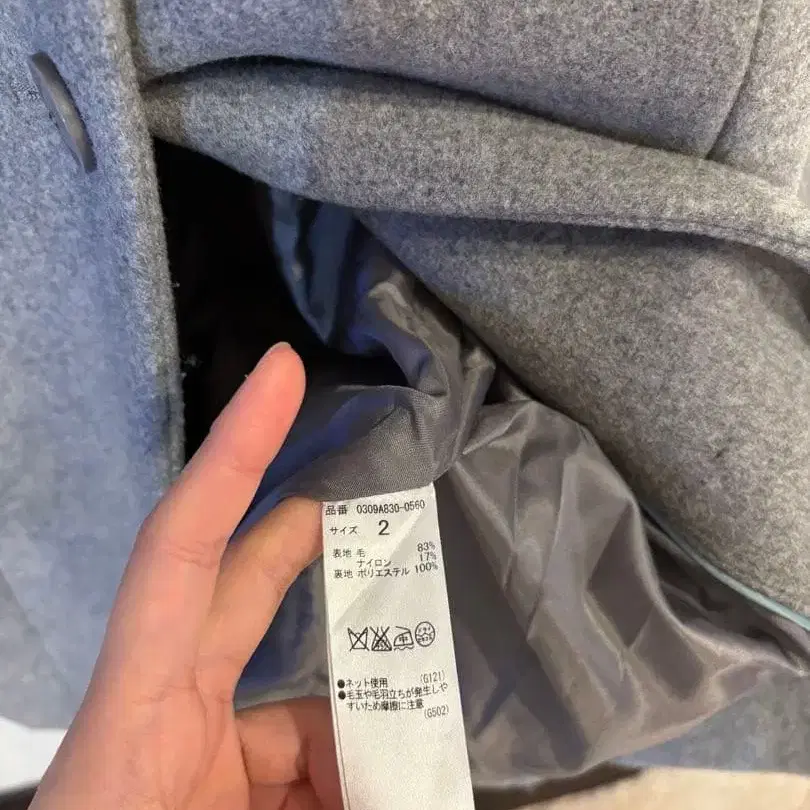 品番 0309A830-0560
サイズ 2
表地 毛 83%
ナイロン 17%
裏地 ポリエステル 100%
●ネット使用 (G121)
●毛玉や毛羽立ちが発生しや
すいため摩擦に注意
(G502)